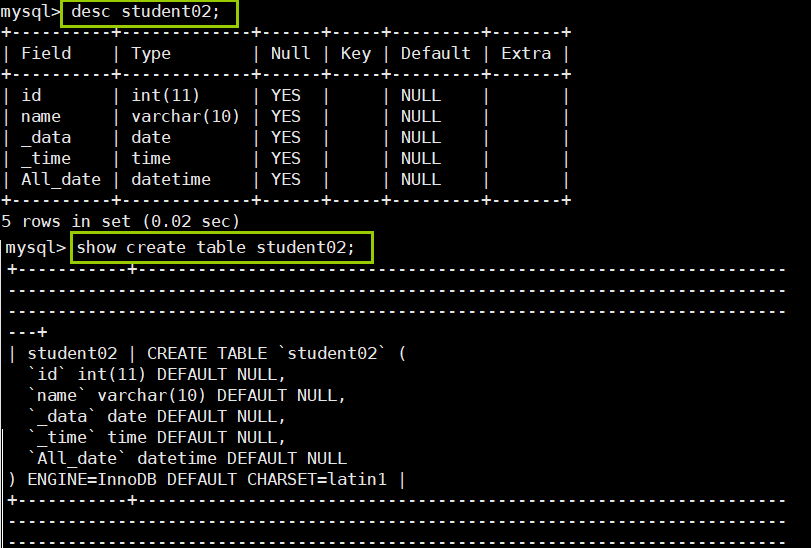 mysql> desc student02;
+----------+-------------+------+-----+---------+-------+
| Field    | Type        | Null | Key | Default | Extra |
+----------+-------------+------+-----+---------+-------+
| id       | int(11)     | YES  |     | NULL    |       |
| name     | varchar(10) | YES  |     | NULL    |       |
| _data    | date        | YES  |     | NULL    |       |
| _time    | time        | YES  |     | NULL    |       |
| All_date | datetime    | YES  |     | NULL    |       |
+----------+-------------+------+-----+---------+-------+
5 rows in set (0.02 sec)
mysql> show create table student02;
+-----------+------------------------------------------------------------------
------------------------------------------------------------------------------
------------------------------------------------------------------------------
---+
| student02 | CREATE TABLE `student02` (
  `id` int(11) DEFAULT NULL,
  `name` varchar(10) DEFAULT NULL,
  `_data` date DEFAULT NULL,
  `_time` time DEFAULT NULL,
  `All_date` datetime DEFAULT NULL
) ENGINE=InnoDB DEFAULT CHARSET=latin1 |
+-----------+------------------------------------------------------------------
------------------------------------------------------------------------------
------------------------------------------------------------------------------